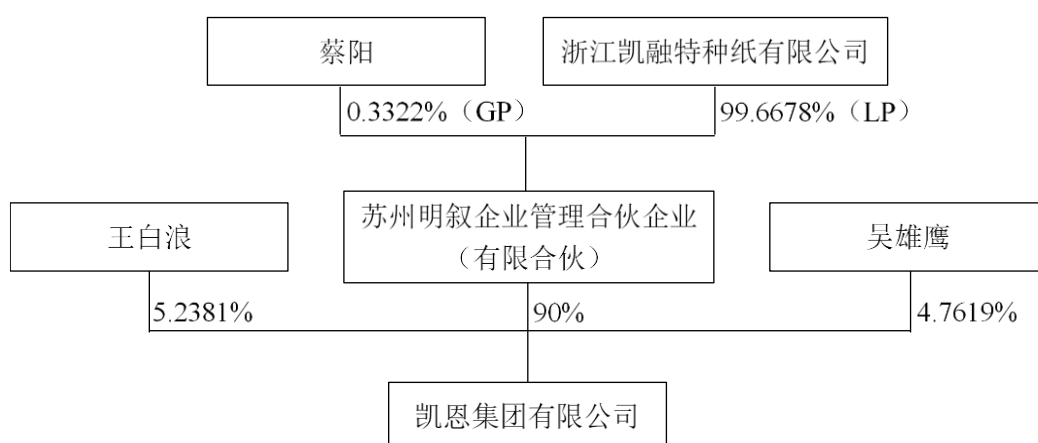 蔡阳
浙江凯融特种纸有限公司
0.3322%（GP）
99.6678%（LP）
王白浪
苏州明叙企业管理合伙企业
（有限合伙）
吴雄鹰
5.2381%
90%
4.7619%
凯恩集团有限公司